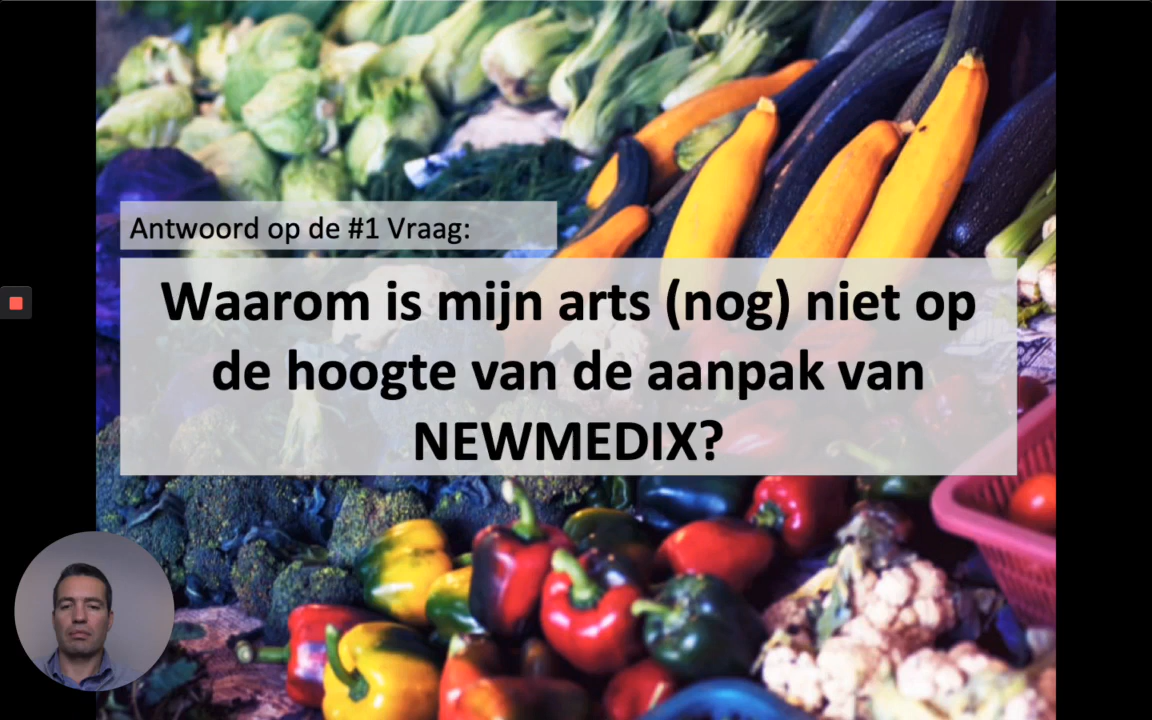 Antwoord op de #1 Vraag:
Waarom is mijn arts (nog) niet op
de hoogte van de aanpak van
NEWMEDIX?